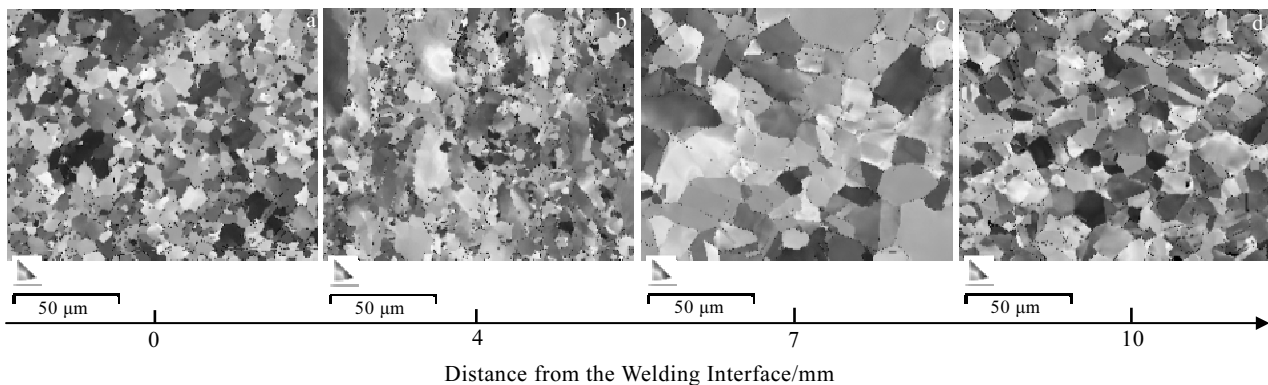 a
b
c
d
50 μm
50 μm
50 μm
50 μm
0
4
7
10
Distance from the Welding Interface/mm